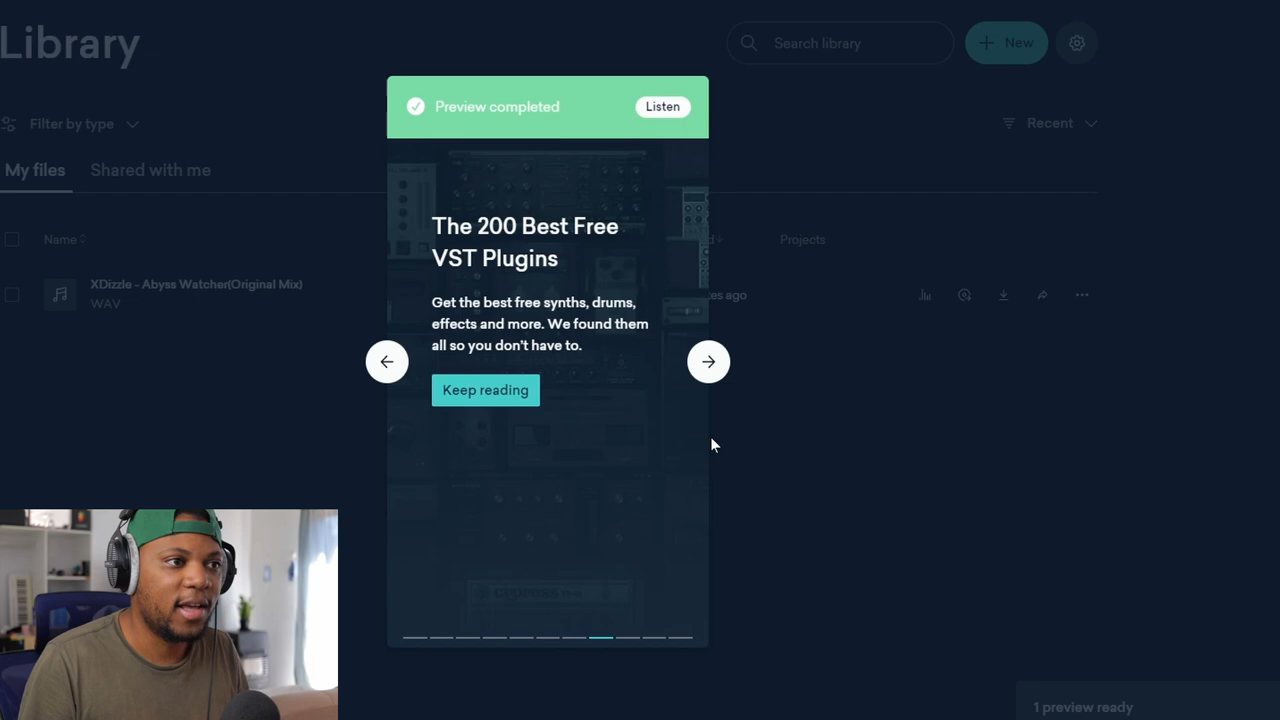 Library
Search library
New
Preview completed
Listen
Filter by type
Recent
My files
Shared with me
The 200 Best Free
VST Plugins
Name
Projects
XDizzle - Abyss Watcher(Original Mix)
WAV
ago
Get the best free synths, drums,
effects and more. We found them
all so you don't have to.
Keep reading
1 preview ready